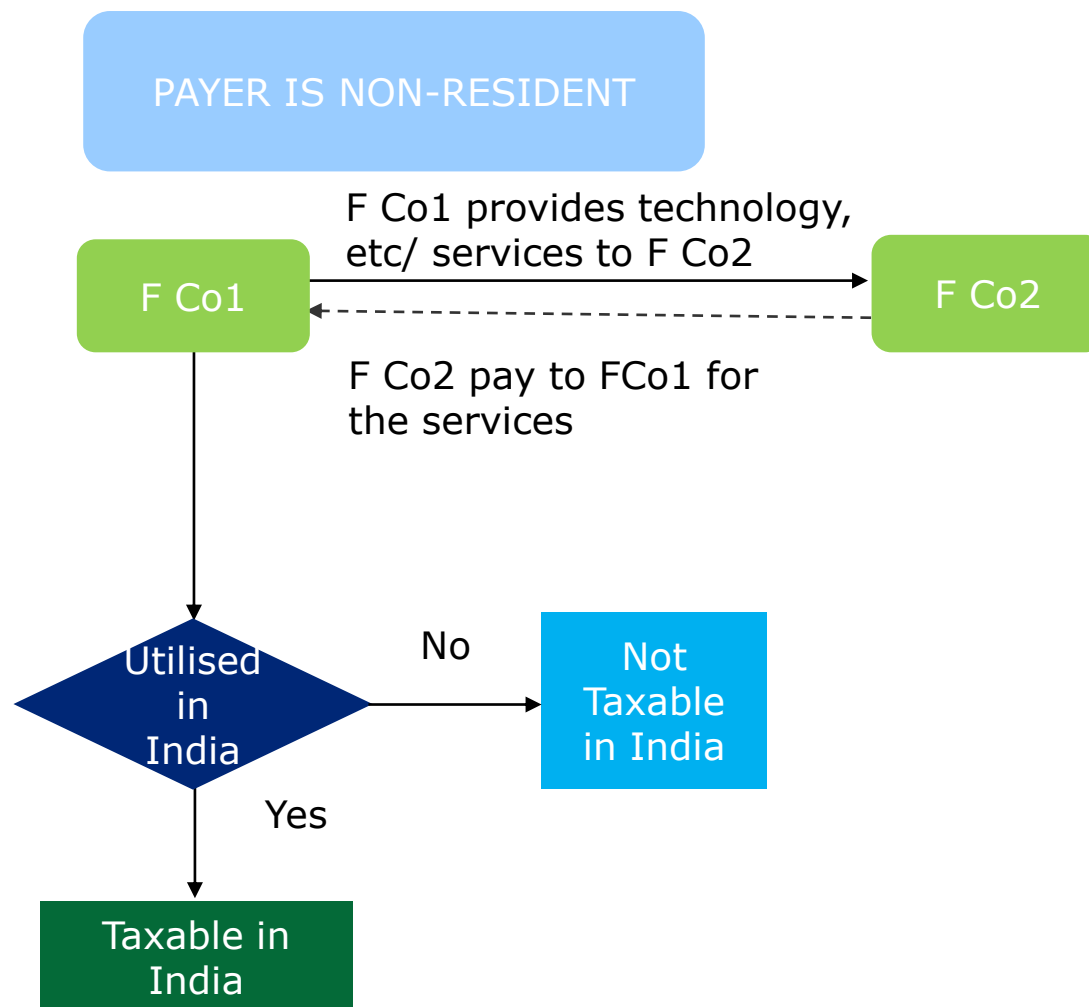 PAYER IS NON-RESIDENT
F Co1 provides technology,
etc/ services to F Co2
F Co1
F Co2
F Co2 pay to FCo1 for
the services
Utilised
in
India
No
Not
Taxable
in India
Yes
Taxable in
India